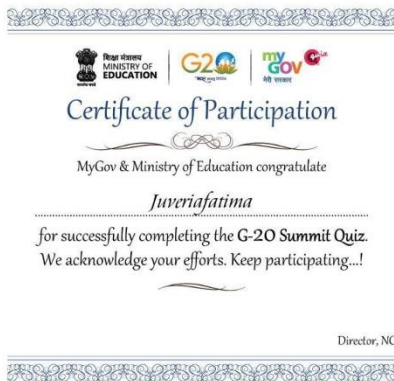 शिक्षा मंत्रालय
MINISTRY OF
EDUCATION
G20
my
GOV
मेरी सरकार
Certificate of Participation
MyGov & Ministry of Education congratulate
Juveriafatima
for successfully completing the G-20 Summit Quiz.
We acknowledge your efforts. Keep participating...!
Director, NC